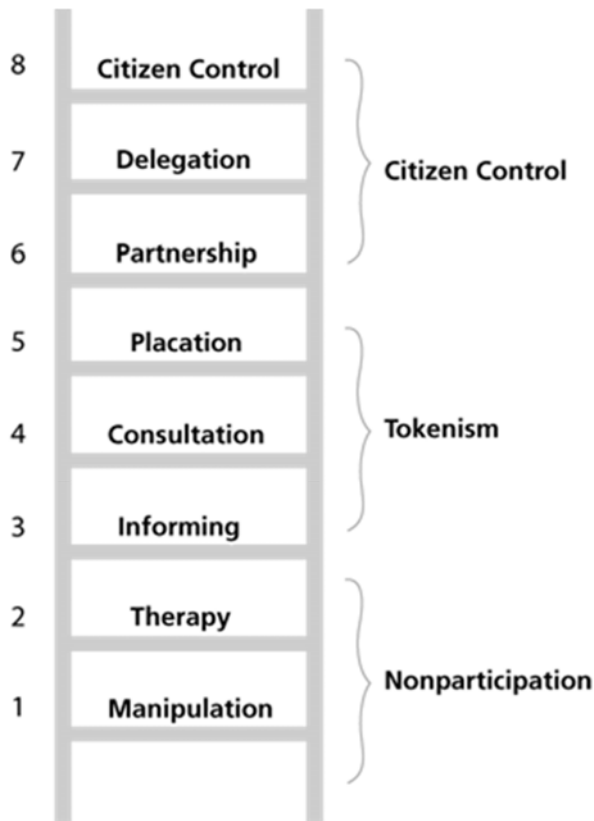 8 Citizen Control
7 Delegation
Citizen Control
6 Partnership
5 Placation
4 Consultation
Tokenism
3 Informing
2 Therapy
Nonparticipation
1 Manipulation